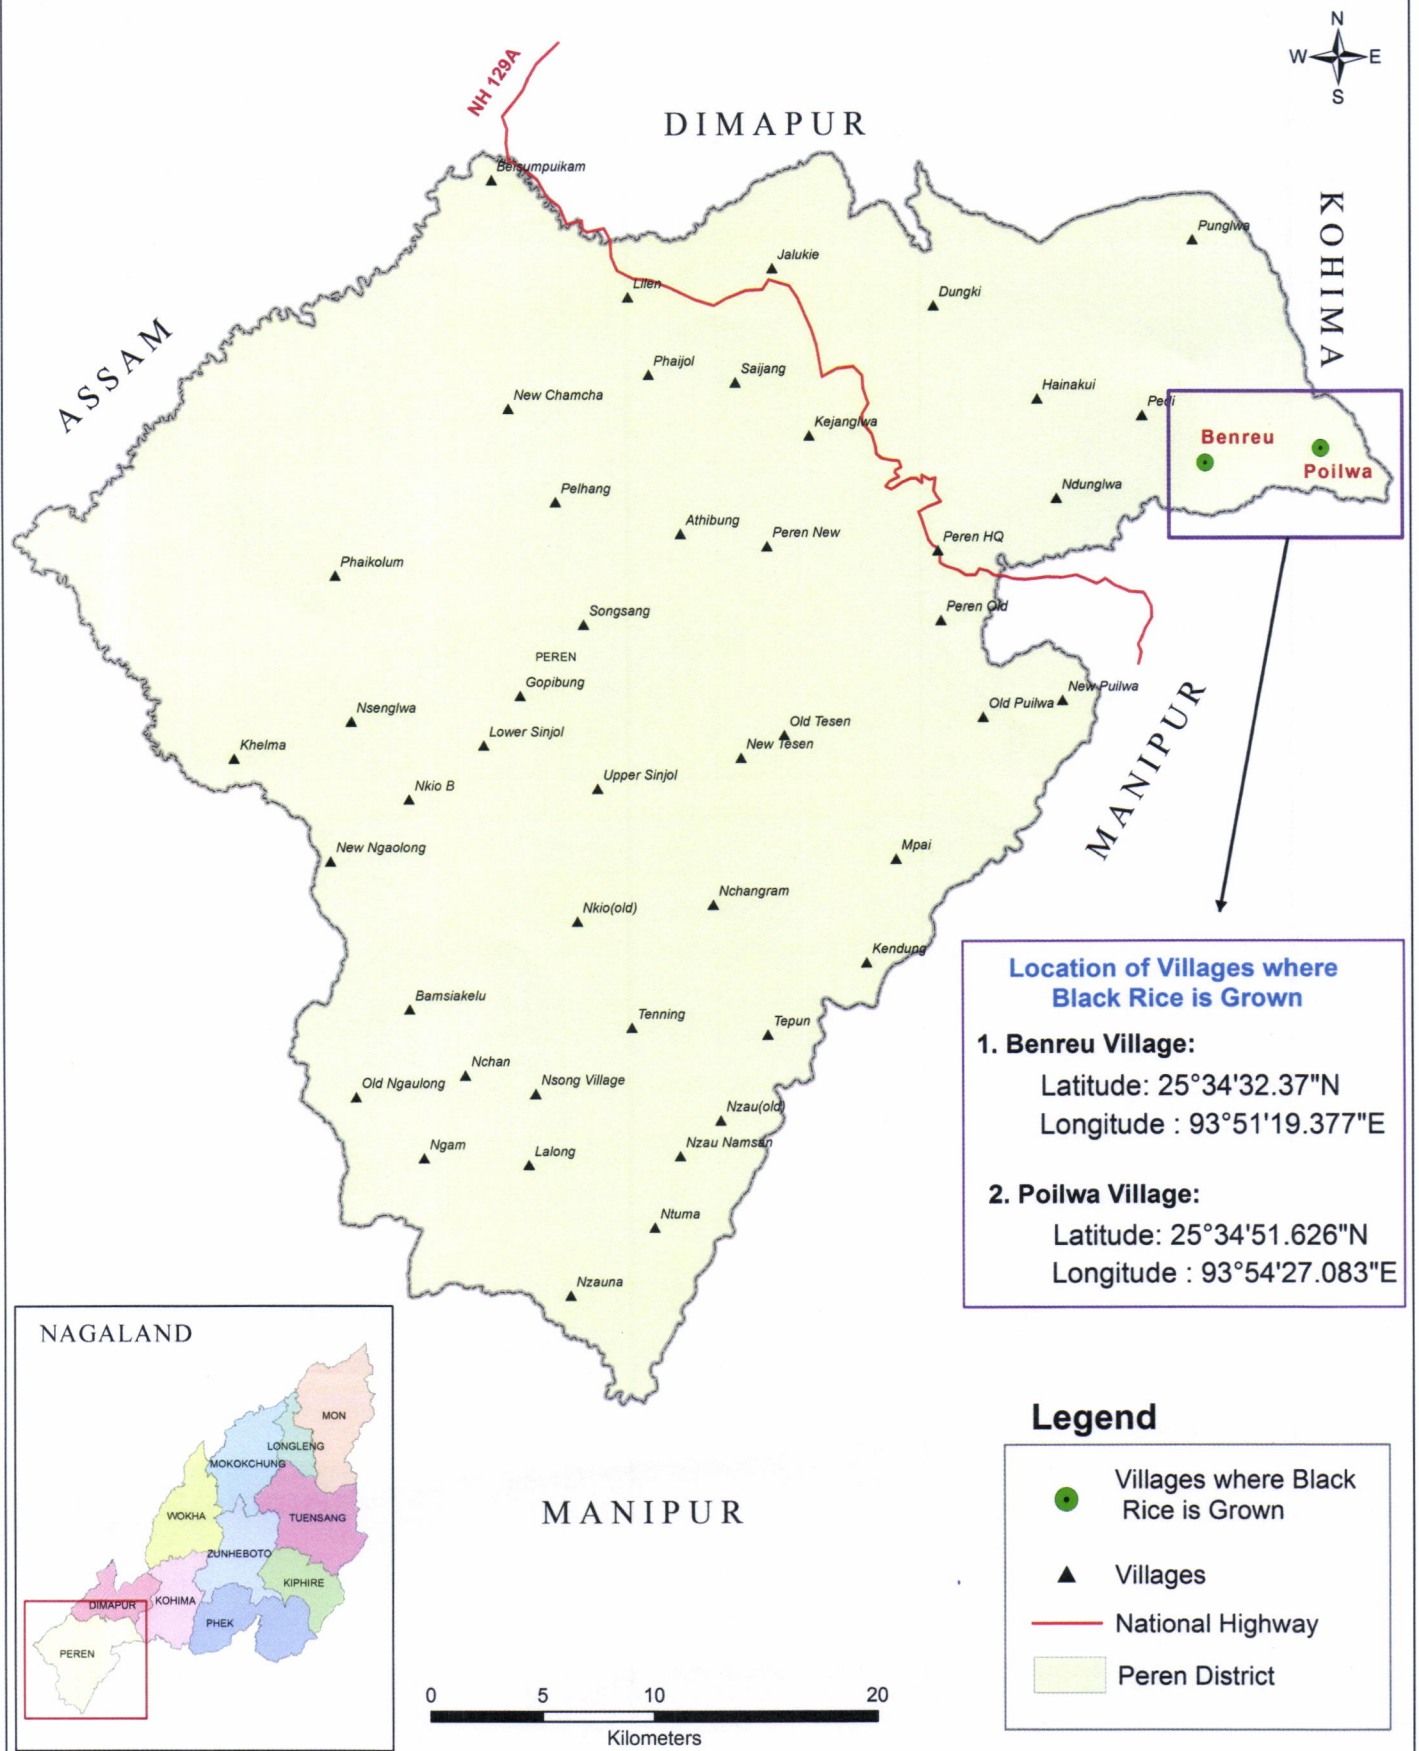 N
W E
S
NH 129A
DIMAPUR
KOHIMA
ASSAM
Beisumpuikam
Punglwa
Jalukie
Lilen
Dungki
Phaijol
Saijang
New Chamcha
Hainakui
Pedi
Kejanglwa
Benreu
Poilwa
Pelhang
Ndunglwa
Athibung
Peren New
Peren HQ
Phaikolum
Songsang
Peren Old
PEREN
Gopibung
New Puilwa
Nsenglwa
Old Puilwa
Lower Sinjol
Old Tesen
Khelma
New Tesen
Nkio B
Upper Sinjol
MANIPUR
New Ngaolong
Mpai
Nchangram
Nkio(old)
Kendung
Bamsiakelu
Tenning
Tepun
Nchan
Old Ngaulong
Nsong Village
Nzau(old)
Ngam
Lalong
Nzau Namsan
Ntuma
Nzauna
Location of Villages where
Black Rice is Grown
1. Benreu Village:
Latitude: 25°34'32.37"N
Longitude : 93°51'19.377"E
2. Poilwa Village:
Latitude: 25°34'51.626"N
Longitude : 93°54'27.083"E
NAGALAND
MON
LONGLENG
MOKOKCHUNG
WOKHA
TUENSANG
ZUNHEBOTO
KIPHIRE
DIMAPUR
KOHIMA
PHEK
PEREN
MANIPUR
0 5 10 20
Kilometers
Legend
Villages where Black
Rice is Grown
Villages
National Highway
Peren District